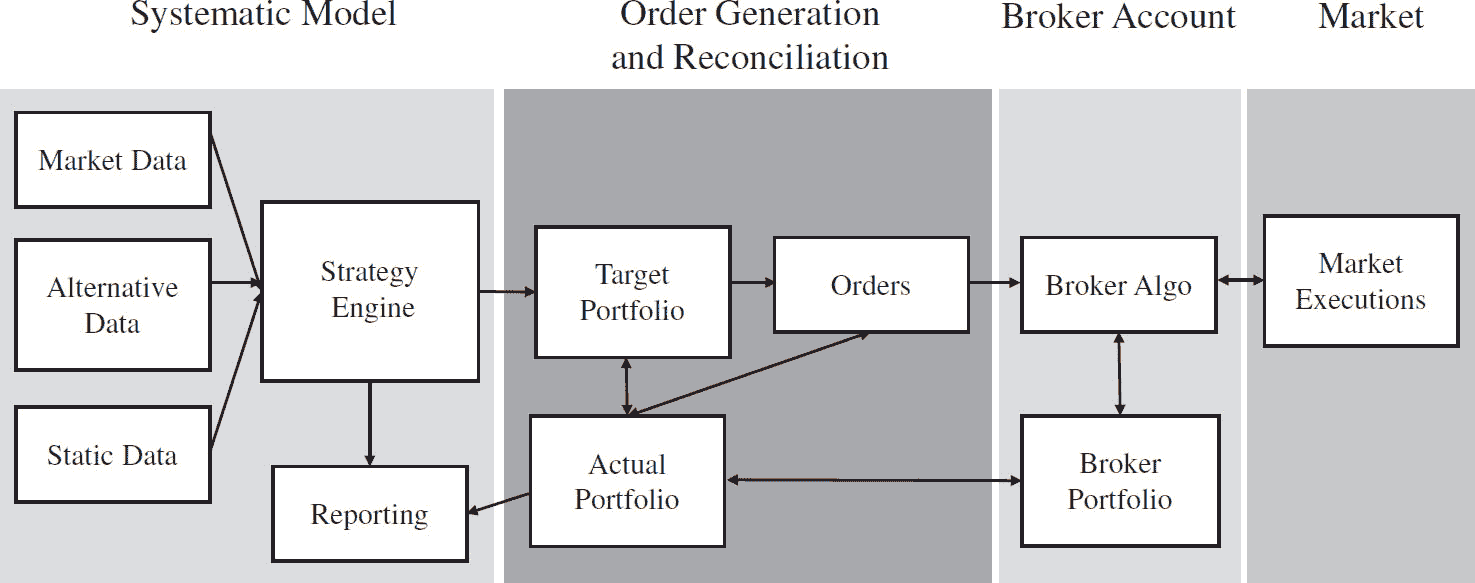 Systematic Model
Order Generation
and Reconciliation
Broker Account
Market
Market Data
Alternative
Data
Static Data
Strategy
Engine
Reporting
Target
Portfolio
Orders
Actual
Portfolio
Broker Algo
Broker
Portfolio
Market
Executions